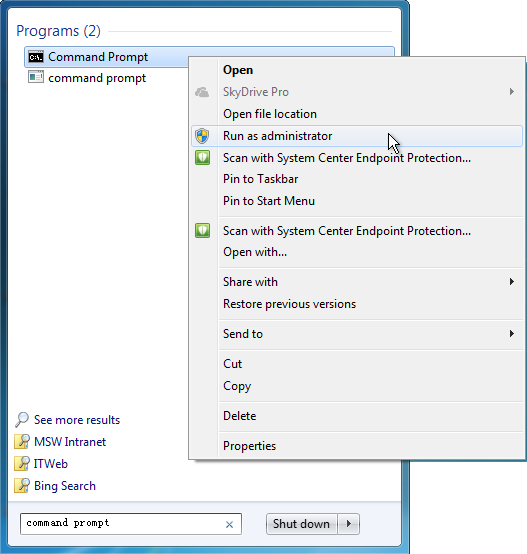 Programs (2)
Command Prompt
command prompt
Open
SkyDrive Pro
Open file location
Run as administrator
Scan with System Center Endpoint Protection...
Pin to Taskbar
Pin to Start Menu
Scan with System Center Endpoint Protection...
Open with...
Share with
Restore previous versions
Send to
Cut
Copy
Delete
Properties
See more results
MSW Intranet
ITWeb
Bing Search
command prompt
Shut down